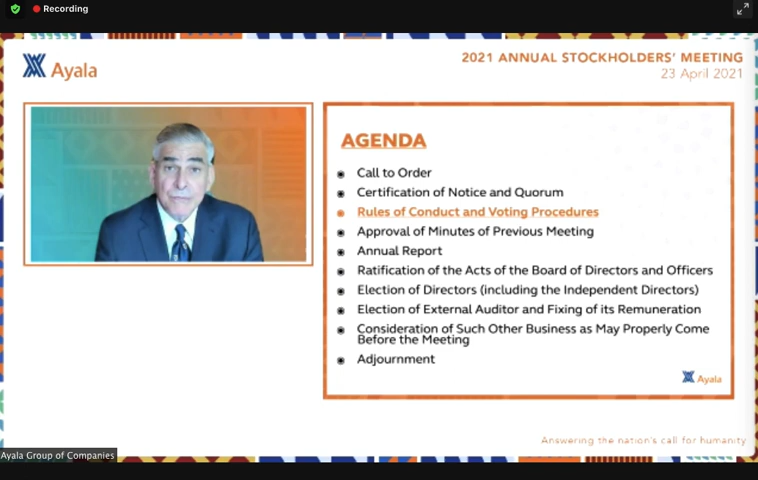 Recording
Ayala
2021 ANNUAL STOCKHOLDERS' MEETING
23 April 2021
AGENDA
Call to Order
Certification of Notice and Quorum
Rules of Conduct and Voting Procedures
Approval of Minutes of Previous Meeting
Annual Report
Ratification of the Acts of the Board of Directors and Officers
Election of Directors (including the Independent Directors)
Election of External Auditor and Fixing of its Remuneration
Consideration of Such Other Business as May Properly Come
Before the Meeting
Adjournment
Ayala
Answering the nation's call for humanity
Ayala Group of Companies